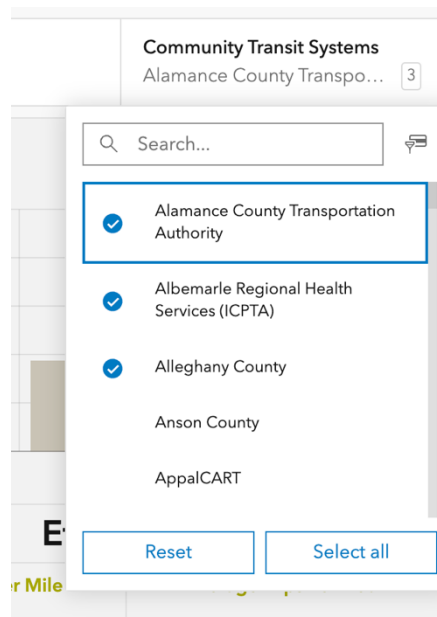 Community Transit Systems
Alamance County Transpo... 3
Search...
Alamance County Transportation
Authority
Albemarle Regional Health
Services (ICPTA)
Alleghany County
Anson County
AppalCART
Reset
Select all
r Mile